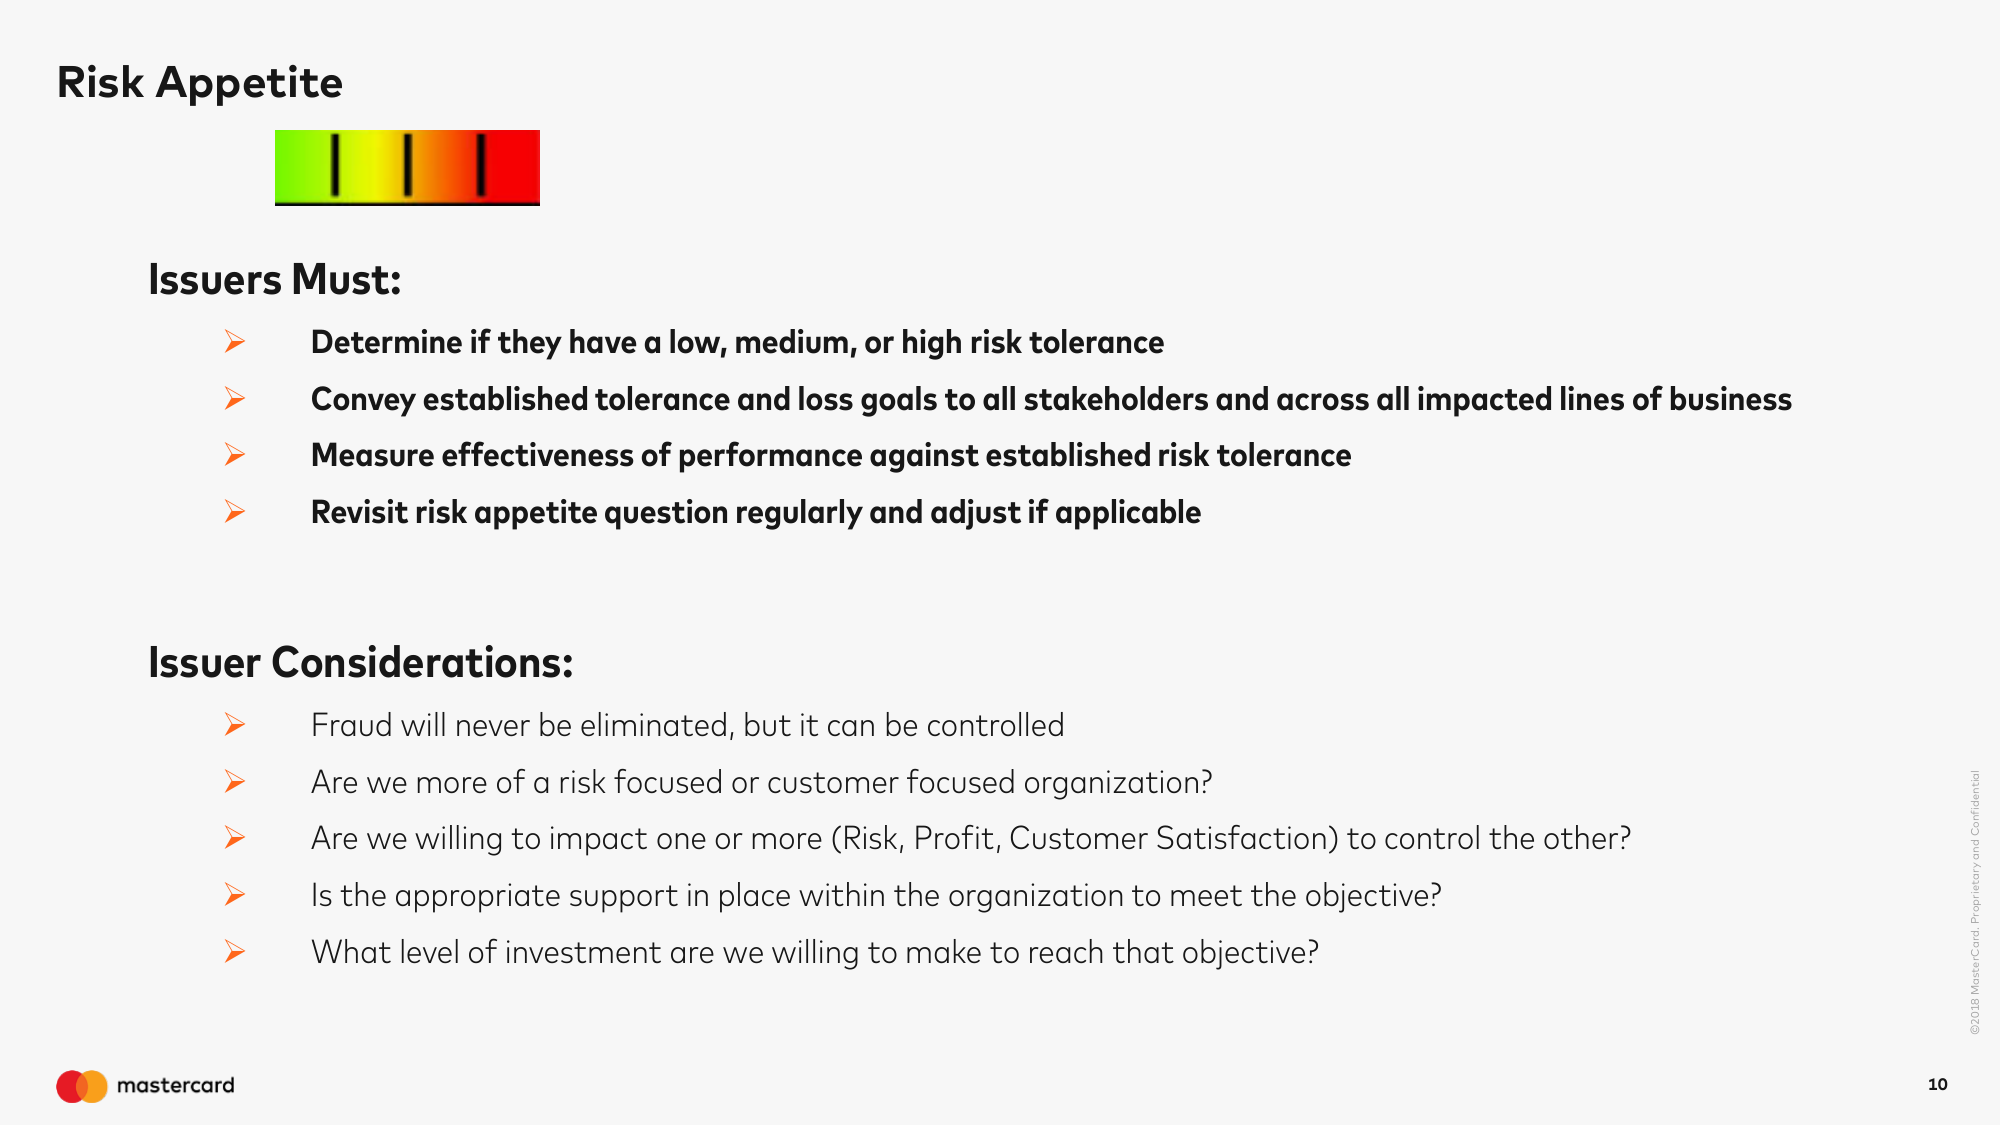 Risk Appetite
Issuers Must:
Determine if they have a low, medium, or high risk tolerance
Convey established tolerance and loss goals to all stakeholders and across all impacted lines of business
Measure effectiveness of performance against established risk tolerance
Revisit risk appetite question regularly and adjust if applicable
Issuer Considerations:
Fraud will never be eliminated, but it can be controlled
Are we more of a risk focused or customer focused organization?
Are we willing to impact one or more (Risk, Profit, Customer Satisfaction) to control the other?
Is the appropriate support in place within the organization to meet the objective?
What level of investment are we willing to make to reach that objective?
©2018 MasterCard. Proprietary and Confidential
mastercard
10